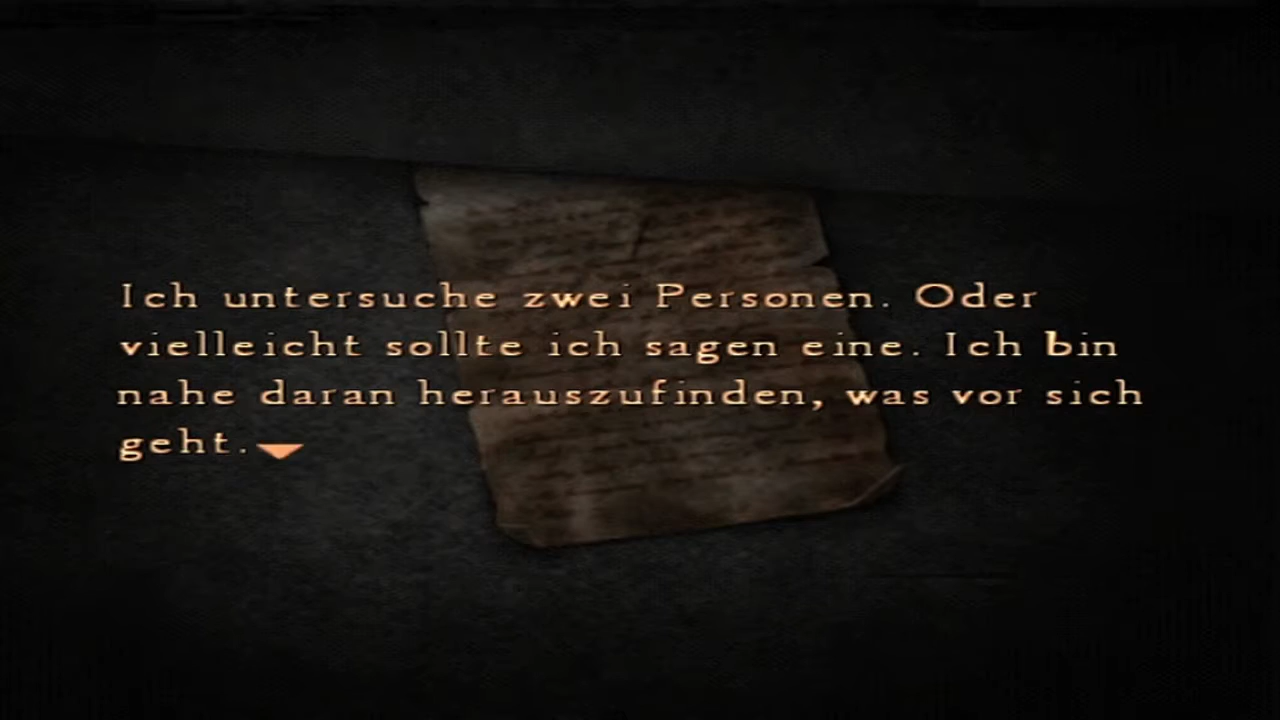 Ich untersuche zwei Personen. Oder
vielleicht sollte ich sagen eine. Ich bin
nahe daran herauszufinden, was vor sich
geht.